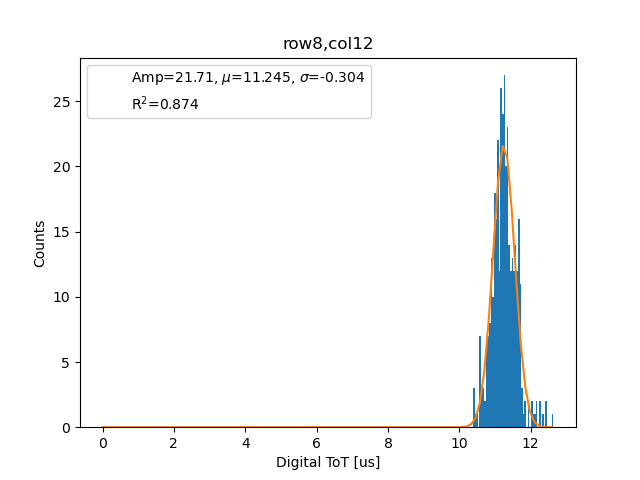 row8,col12
Amp=21.71, μ=11.245, σ=-0.304
R²=0.874
Counts
25
20
15
10
5
0
0 2 4 6 8 10 12
Digital ToT [us]